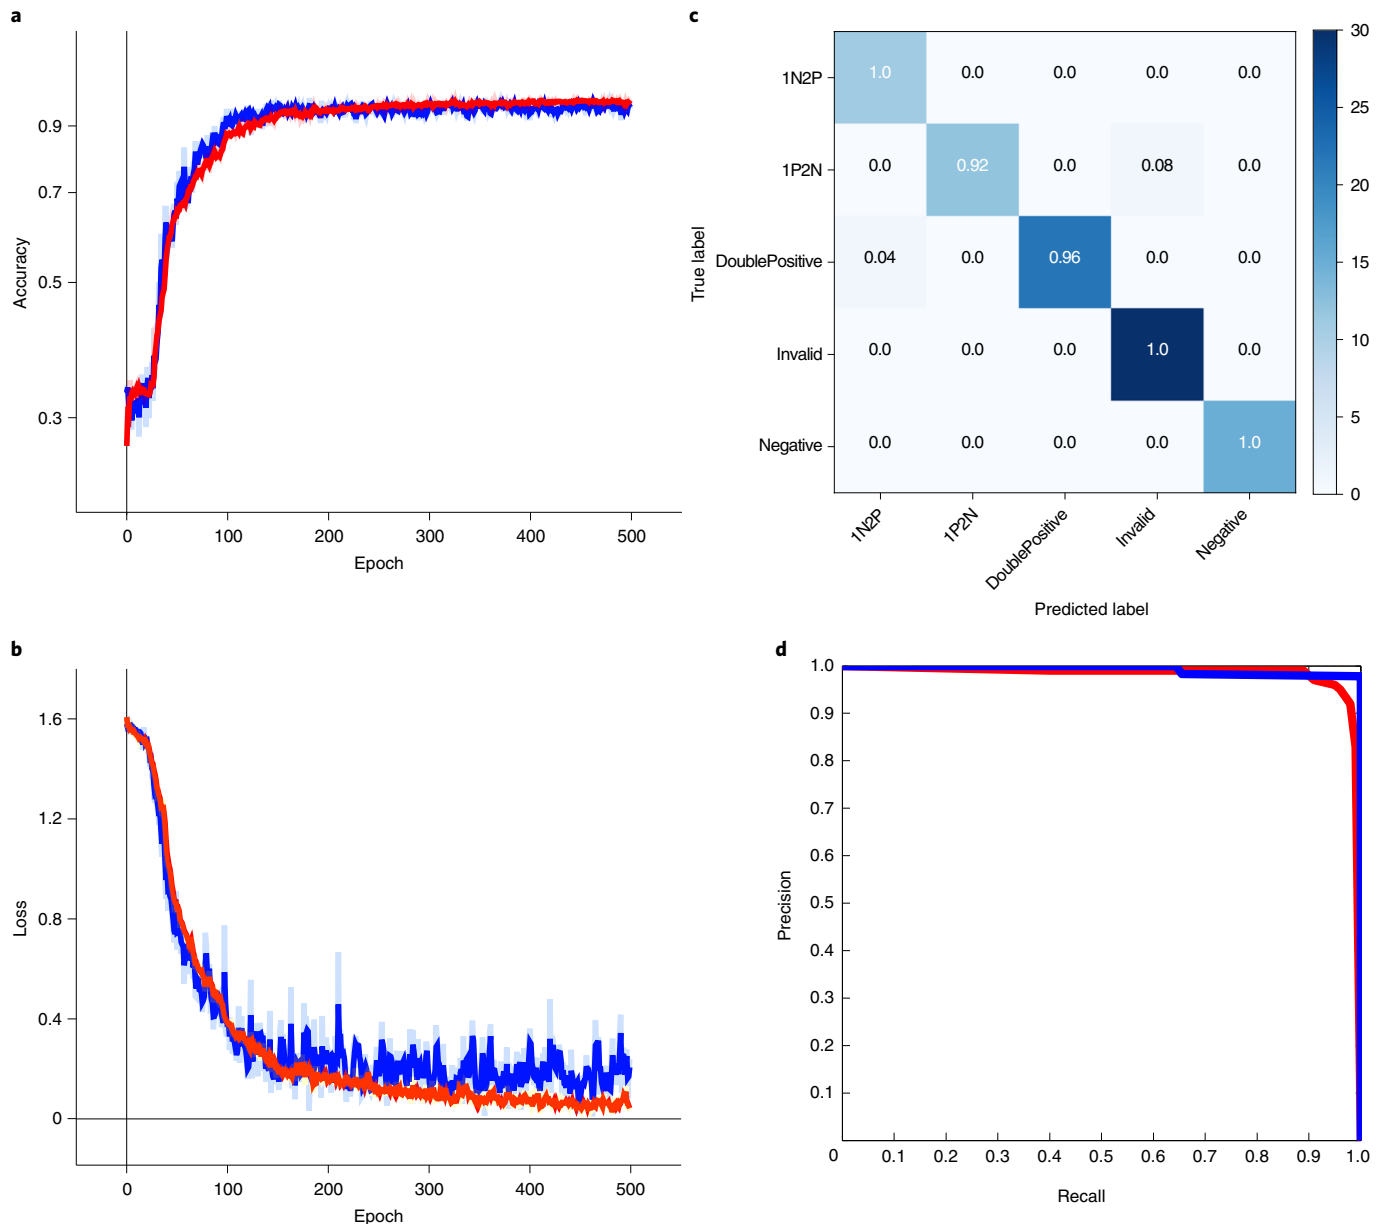 a
0.9
0.7
0.5
0.3
Accuracy
0 100 200 300 400 500
Epoch
c
1N2P 1.0 0.0 0.0 0.0 0.0
1P2N 0.0 0.92 0.0 0.08 0.0
DoublePositive 0.04 0.0 0.96 0.0 0.0
Invalid 0.0 0.0 0.0 1.0 0.0
Negative 0.0 0.0 0.0 0.0 1.0
True label
1N2P 1P2N DoublePositive Invalid Negative
Predicted label
30
25
20
15
10
5
0
b
1.6
1.2
0.8
0.4
0
Loss
0 100 200 300 400 500
Epoch
d
1.0
0.9
0.8
0.7
0.6
0.5
0.4
0.3
0.2
0.1
Precision
0 0.1 0.2 0.3 0.4 0.5 0.6 0.7 0.8 0.9 1.0
Recall